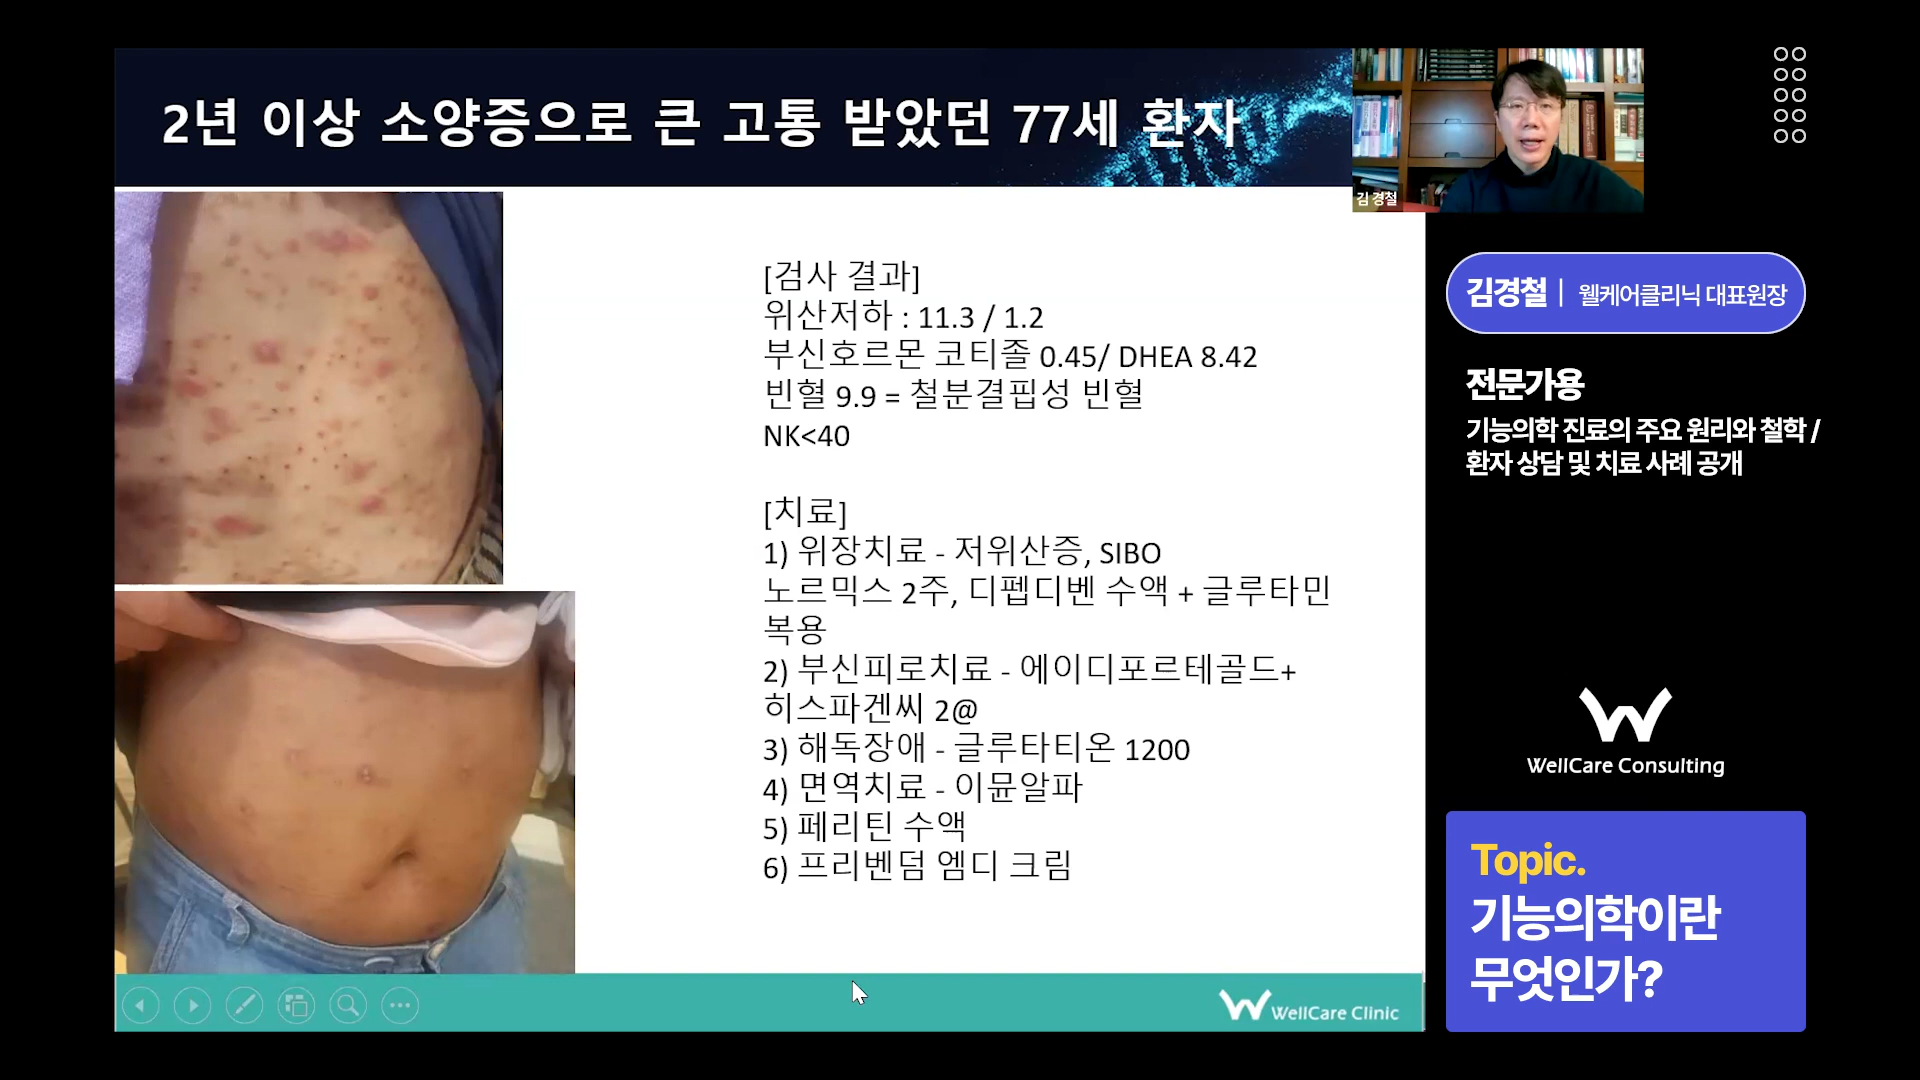 2년 이상 소양증으로 큰 고통 받았던 77세 환자
김 경철
[검사 결과]
위산저하 : 11.3 / 1.2
부신호르몬 코티졸 0.45/ DHEA 8.42
빈혈 9.9 = 철분결핍성 빈혈
NK<40
[치료]
1) 위장치료 - 저위산증, SIBO
노르믹스 2주, 디펩디벤 수액 + 글루타민
복용
2) 부신피로치료 - 에이디포르테골드+
히스파겐씨 2@
3) 해독장애 - 글루타티온 1200
4) 면역치료 - 이뮨알파
5) 페리틴 수액
6) 프리벤덤 엠디 크림
WellCare Clinic
김경철 | 웰케어클리닉 대표원장
전문가용
기능의학 진료의 주요 원리와 철학 /
환자 상담 및 치료 사례 공개
WellCare Consulting
Topic.
기능의학이란
무엇인가?